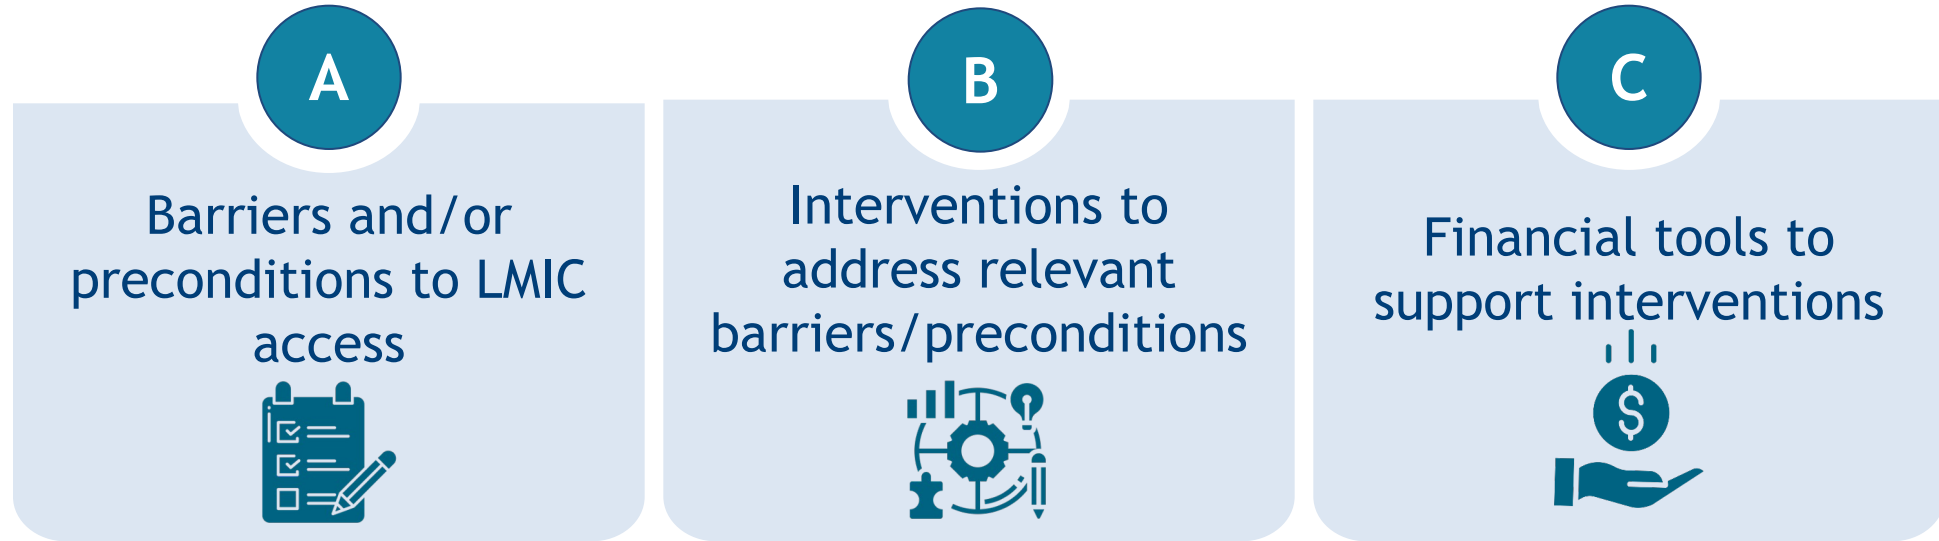 A
Barriers and/or
preconditions to LMIC
access
B
Interventions to
address relevant
barriers/preconditions
C
Financial tools to
support interventions
$